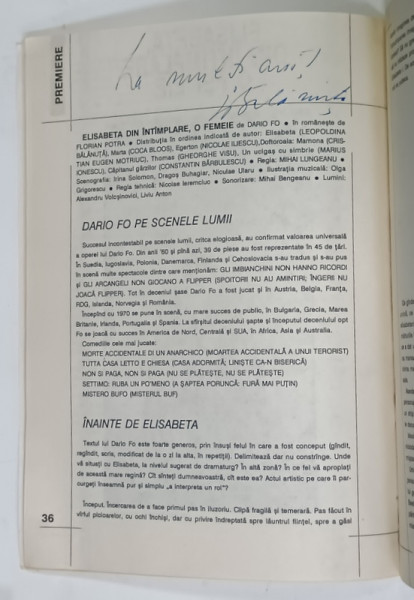 PREMIERE
La mulți ani!
ELISABETA DIN ÎNTÎMPLARE, O FEMEIE de DARIO FO • în românește de
FLORIAN POTRA • Distribuția în ordinea indicată de autor: Elisabeta (LEOPOLDINA
BĂLĂNUȚĂ), Marta (COCA BLOOS), Egerton (NICOLAE ILIESCU), Doftoroaia: Mamona (CRIS-
TIAN EUGEN MOTRIUC), Thomas (GHEORGHE VISU), Un ucigaș cu simbrie (MARIUS
IONESCU), Căpitanul gărzilor (CONSTANTIN BĂRBULESCU) • Regia: MIHAI LUNGEANU •
Scenografia: Irina Solomon, Dragoș Buhagiar, Niculae Ularu • Ilustrația muzicală: Olga
Grigorescu • Regia tehnică: Nicolae Ieremciuc • Sonorizare: Mihai Bengeanu • Lumini:
Alexandru Voloșinovici, Liviu Anton
DARIO FO PE SCENELE LUMII
Succesul incontestabil pe scenele lumii, critica elogioasă, au confirmat valoarea universală
a operei lui Dario Fo. Din anii '60 și pînă azi, 39 de piese au fost reprezentate în 45 de țări.
În Suedia, Iugoslavia, Polonia, Danemarca, Finlanda și Cehoslovacia s-au tradus și s-au pus
în scenă multe spectacole dintre care menționăm: GLI IMBIANCHINI NON HANNO RICORDI
și GLI ARCANGELI NON GIOCANO A FLIPPER (SPOITORI NU AU AMINTIRI; ÎNGERII NU
JOACĂ FLIPPER). Tot în deceniul șase Dario Fo a fost jucat și în Austria, Belgia, Franța,
RDG, Islanda, Norvegia și România.
Începînd cu 1970 se pune în scenă, cu mare succes de public, în Bulgaria, Grecia, Marea
Britanie, Irlanda, Portugalia și Spania. La sfîrșitul deceniului șapte și începutul deceniului opt
Fo se joacă cu succes în America de Nord, Centrală și SUA, în Africa, Asia și Australia.
Comediile cele mai jucate:
MORTE ACCIDENTALE DI UN ANARCHICO (MOARTEA ACCIDENTALĂ A UNUI TERORIST)
TUTTA CASA LETTO E CHIESA (CASA ADORMITĂ; LINIȘTE CA-N BISERICĂ)
NON SI PAGA, NON SI PAGA (NU SE PLĂTEȘTE, NU SE PLĂTEȘTE)
SETTIMO: RUBA UN PO'MENO (A ȘAPTEA PORUNCĂ: FURĂ MAI PUȚIN)
MISTERO BUFO (MISTERUL BUF)
ÎNAINTE DE ELISABETA
Textul lui Dario Fo este foarte generos, prin însuși felul în care a fost conceput (gîndit,
regîndit, scris, modificat de la o zi la alta, în repetiții). Delimitează dar nu constrînge. Unde
vă situați cu Elisabeta, la nivelul sugerat de dramaturg? În altă zonă? În ce fel vă apropiați
de această mare regină? Cît sînteți dumneavoastră, cît este ea? Actul artistic pe care îl pa-
curgeți înseamnă pur și simplu „a interpreta un rol"?
Început. Încercarea de a face primul pas în iluzoriu. Clipă fragilă și temerară. Pas făcut în
vîrful picioarelor, cu ochi închiși, dar cu privire îndreptată spre lăuntrul ființei, spre a găsi
36